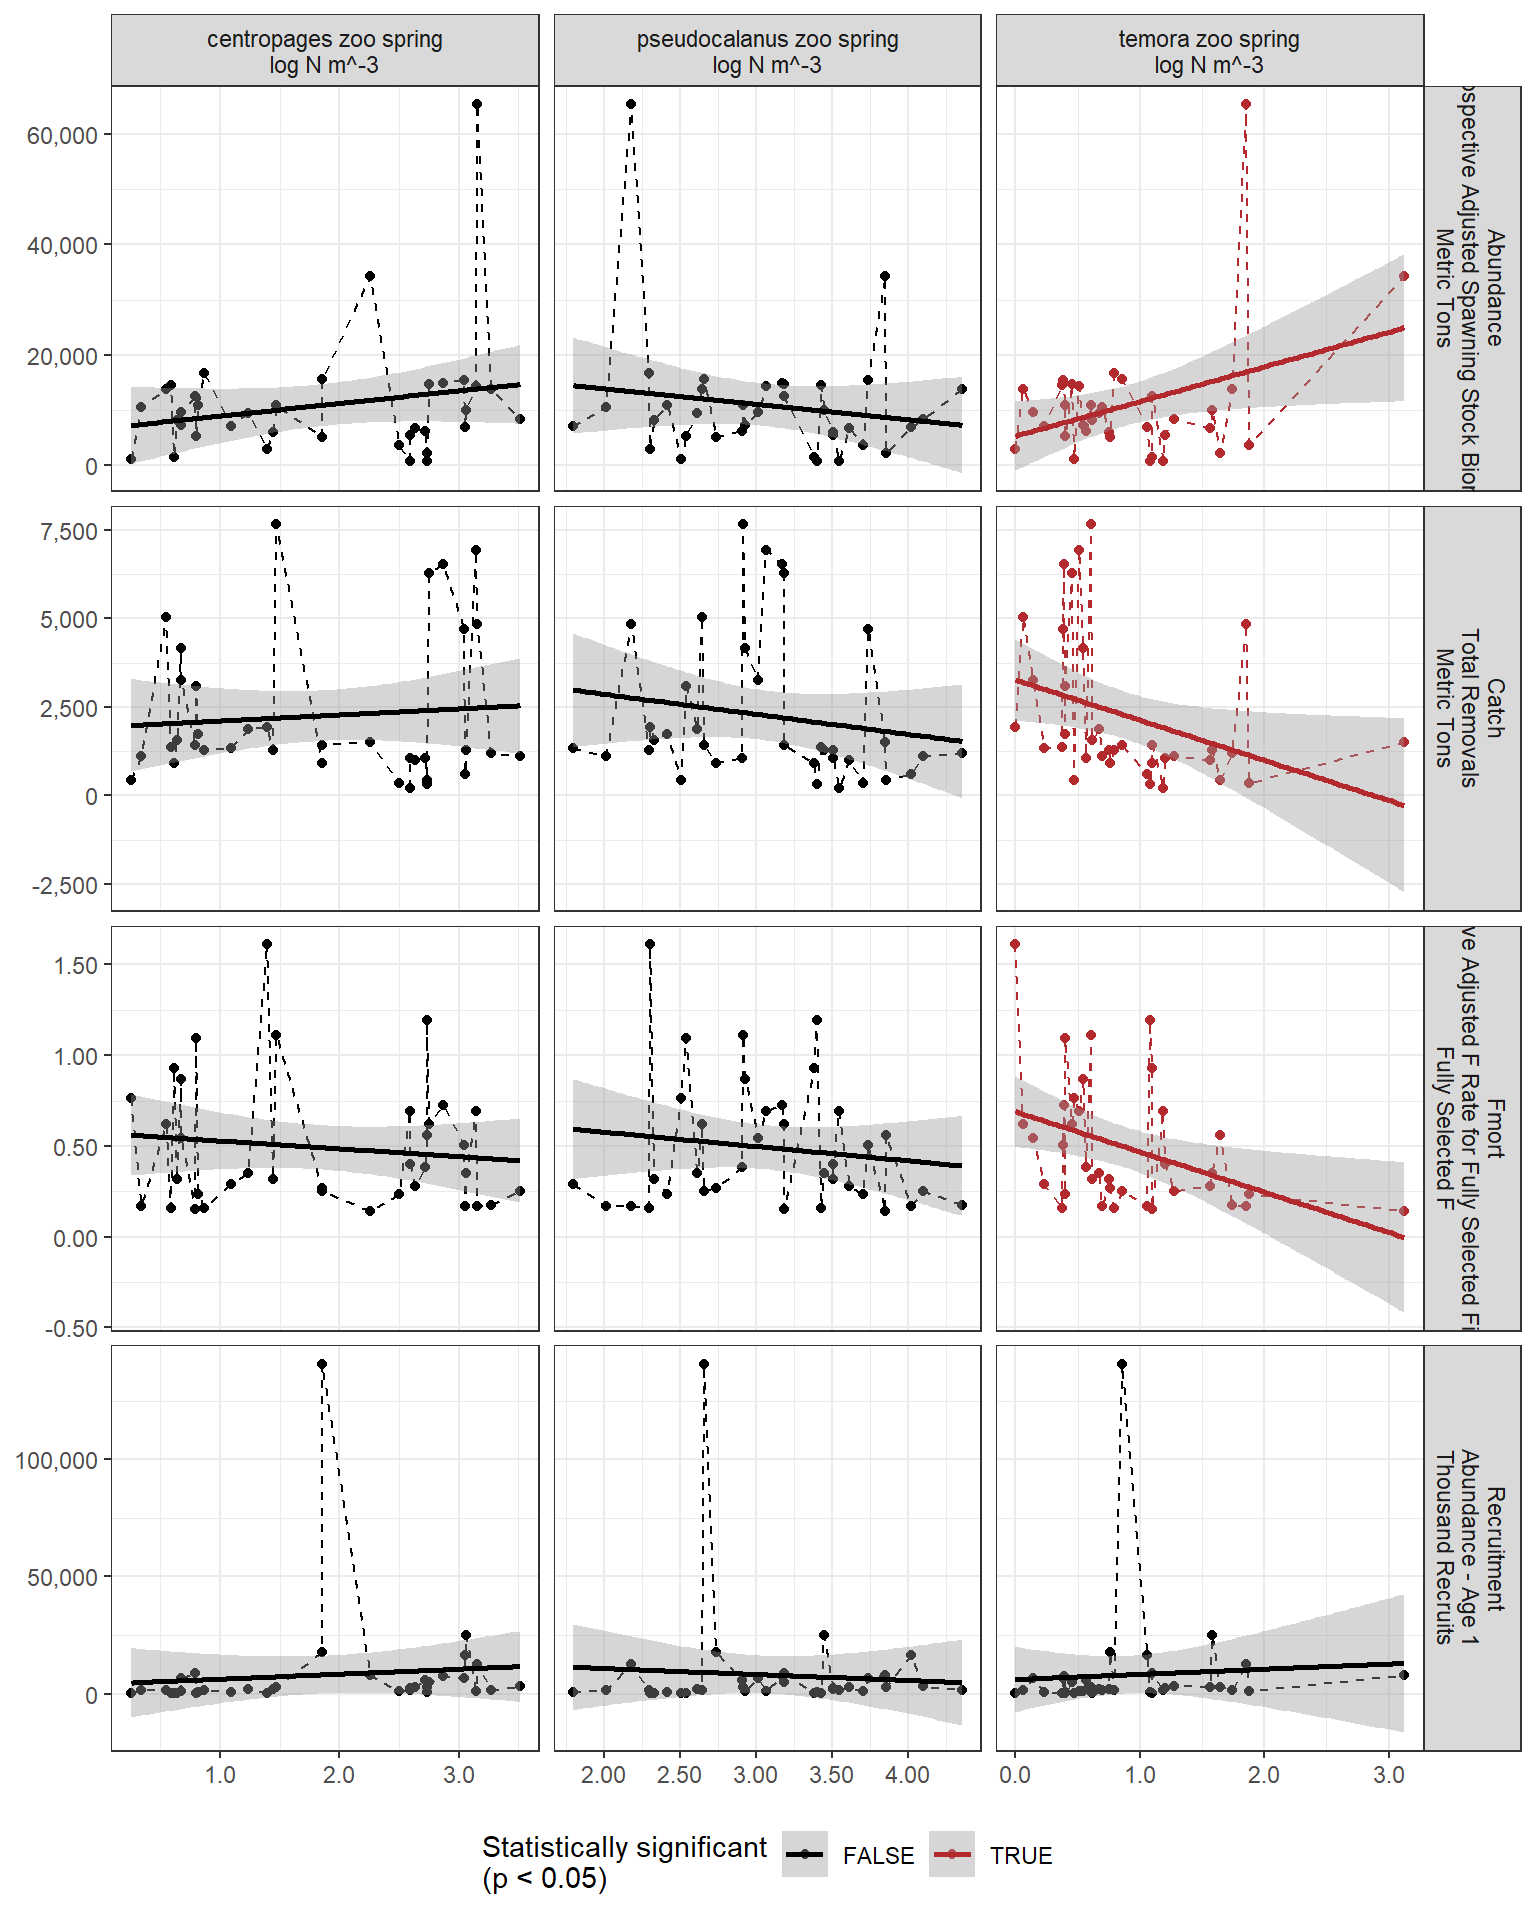 centropages zoo spring
log N m^-3
pseudocalanus zoo spring
log N m^-3
temora zoo spring
log N m^-3
60,000
40,000
20,000
0
Abundance
Adjusted Spawning Stock
Metric Tons
7,500
5,000
2,500
0
-2,500
Catch
Total Removals
Metric Tons
1.50
1.00
0.50
0.00
-0.50
Fmort
Adjusted F Rate for Fully Selected
Fully Selected F
100,000
50,000
0
Recruitment
Abundance - Age 1
Thousand Recruits
1.0 2.0 3.0
2.00 2.50 3.00 3.50 4.00
0.0 1.0 2.0 3.0
Statistically significant
(p < 0.05)
FALSE
TRUE